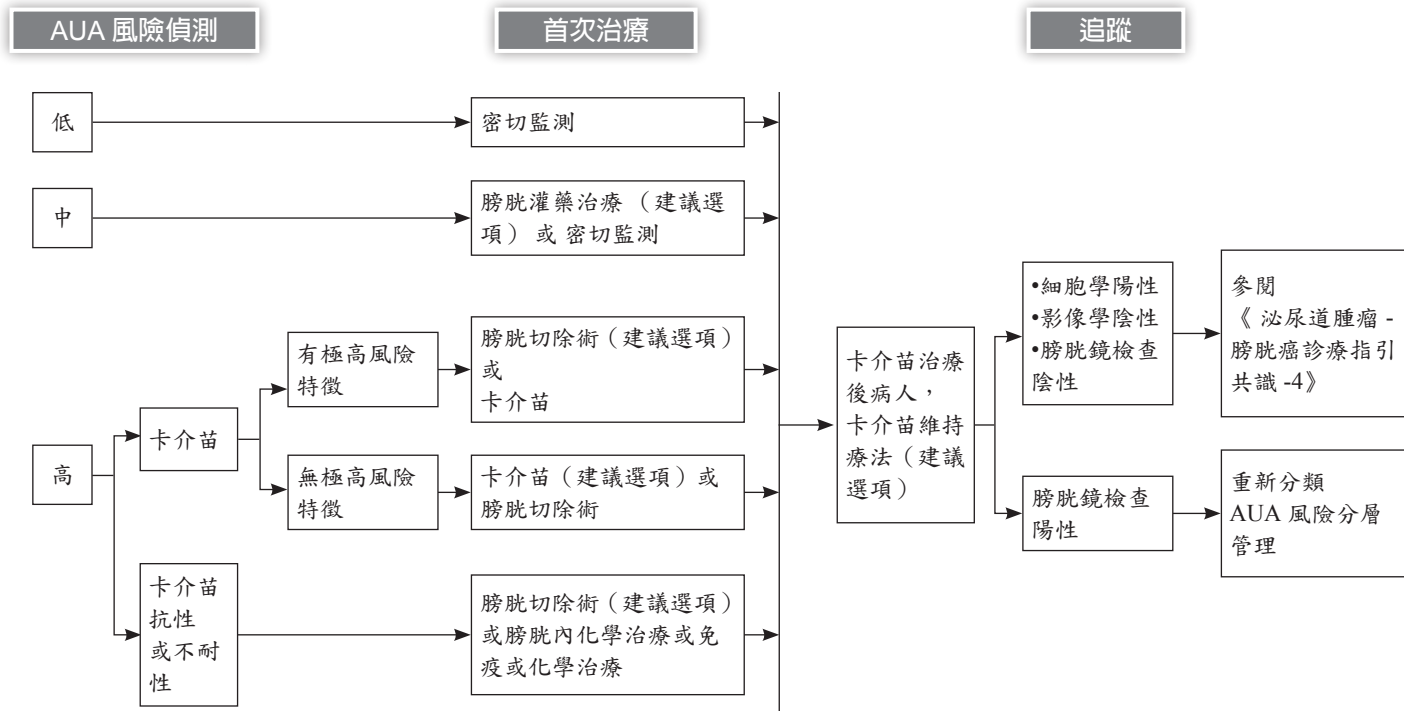 AUA 風險偵測
首次治療
追蹤
低
密切監測
中
膀胱灌藥治療 （建議選
項） 或 密切監測
高
卡介苗
有極高風險
特徵
膀胱切除術（建議選項）
或
卡介苗
無極高風險
特徵
卡介苗（建議選項）或
膀胱切除術
卡介苗
抗性
或不耐
性
膀胱切除術（建議選項）
或膀胱內化學治療或免
疫或化學治療
卡介苗治療
後病人，
卡介苗維持
療法（建議
選項）
•細胞學陽性
•影像學陰性
•膀胱鏡檢查
陰性
參閱
《 泌尿道腫瘤 -
膀胱癌診療指引
共識 -4》
膀胱鏡檢查
陽性
重新分類
AUA 風險分層
管理